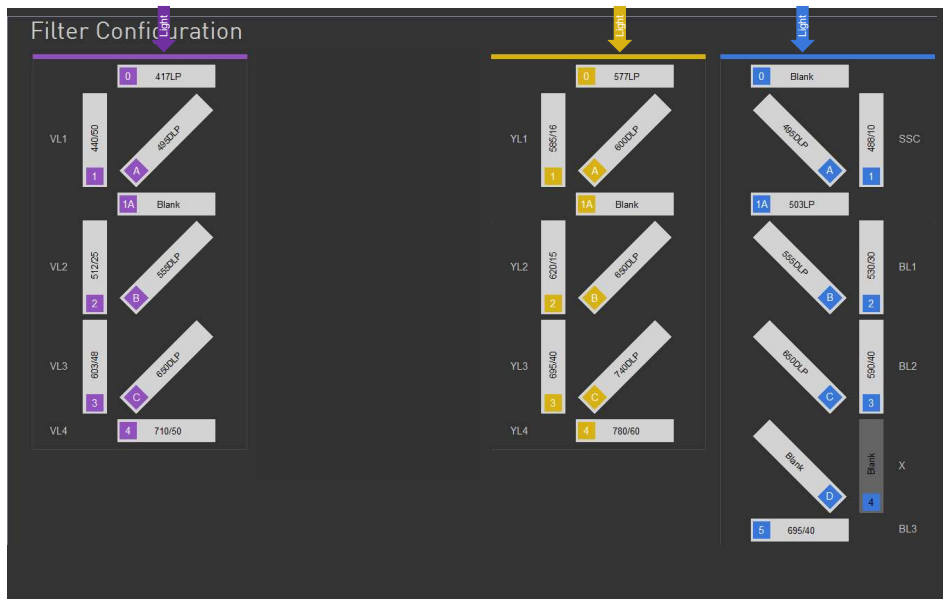 Light
Light
Light
Filter Configuration
0 417LP
VL1
440/50
1
495DLP
A
1A Blank
VL2
512/25
2
555DLP
B
VL3
603/48
3
650DLP
C
VL4
4 710/50
0 577LP
YL1
585/16
1
600DLP
A
1A Blank
YL2
620/15
2
650DLP
B
YL3
695/40
3
740DLP
C
YL4
4 780/60
0 Blank
495DLP
A
488/10
1
SSC
1A 503LP
555DLP
B
530/30
2
BL1
650DLP
C
590/40
3
BL2
Blank
D
Blank
4
X
5 695/40
BL3